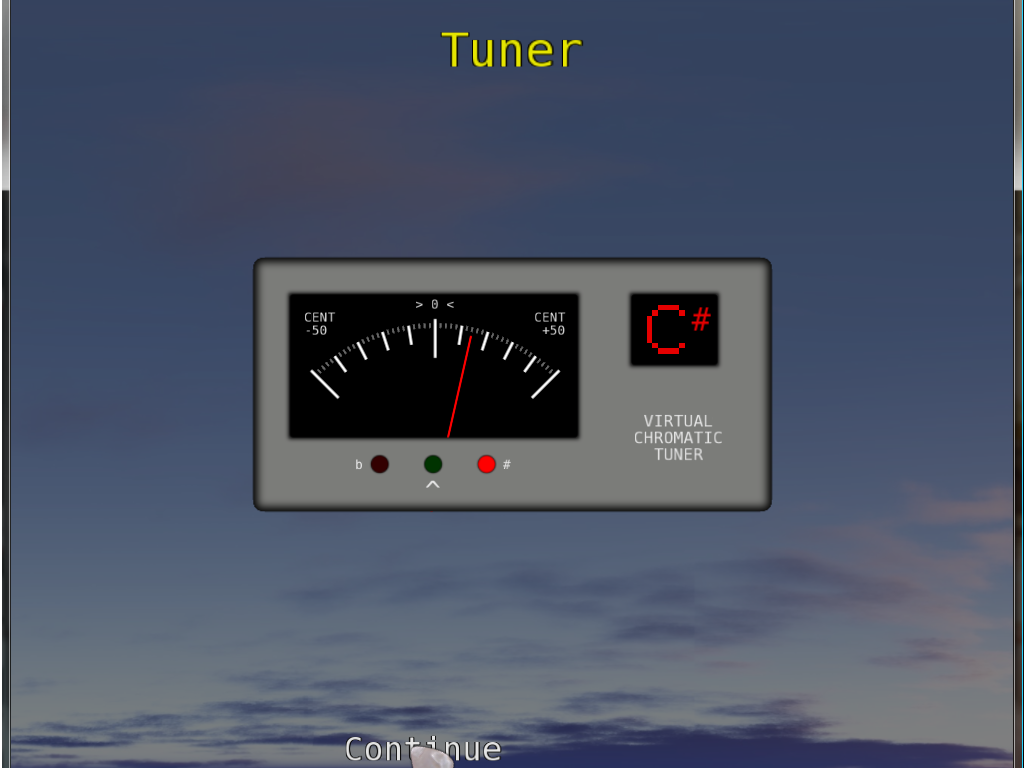 Tuner
> 0 <
CENT
-50
CENT
+50
C#
b
#
^
VIRTUAL
CHROMATIC
TUNER
Continue